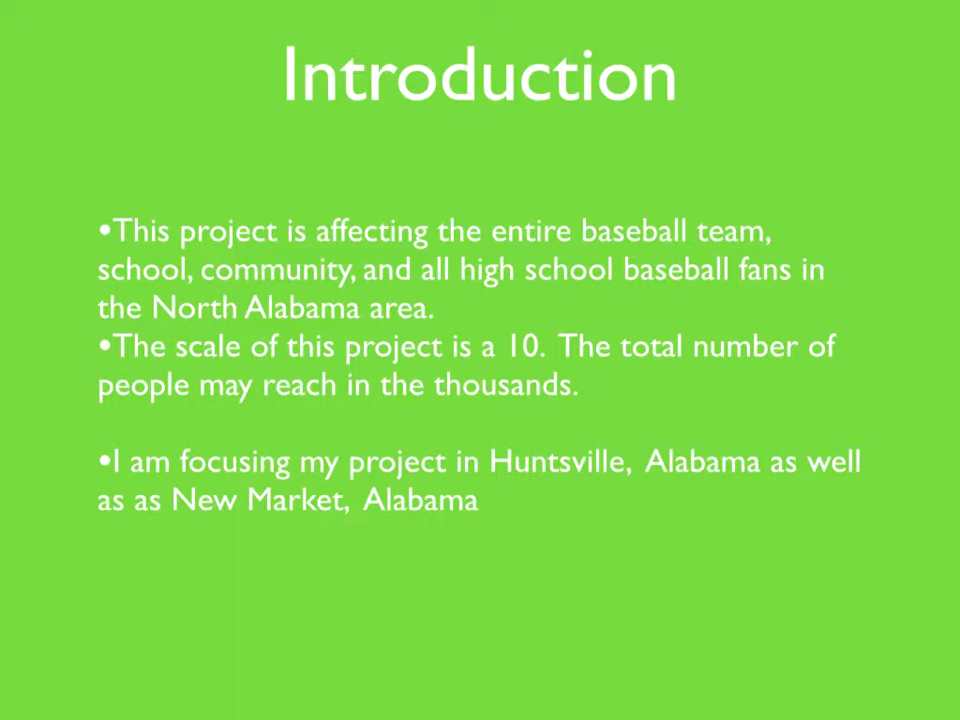 Introduction
•This project is affecting the entire baseball team,
school, community, and all high school baseball fans in
the North Alabama area.
•The scale of this project is a 10.  The total number of
people may reach in the thousands.
•I am focusing my project in Huntsville,  Alabama as well
as as New Market,  Alabama